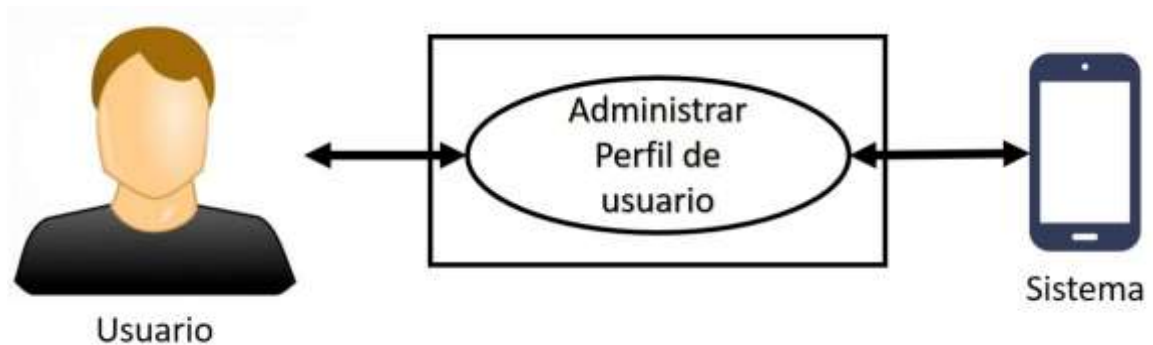 Administrar
Perfil de
usuario
Usuario
Sistema